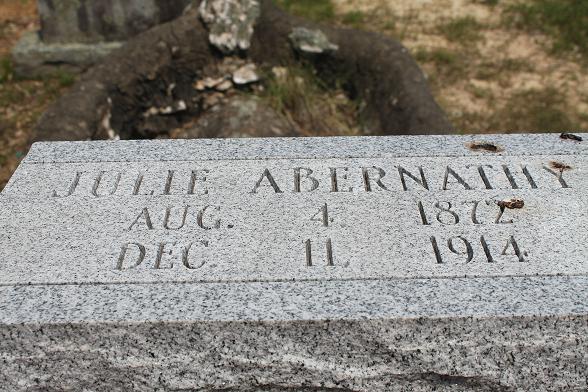 JULIE ABERNATHY
AUG. 4. 1872
DEC 11. 1914.